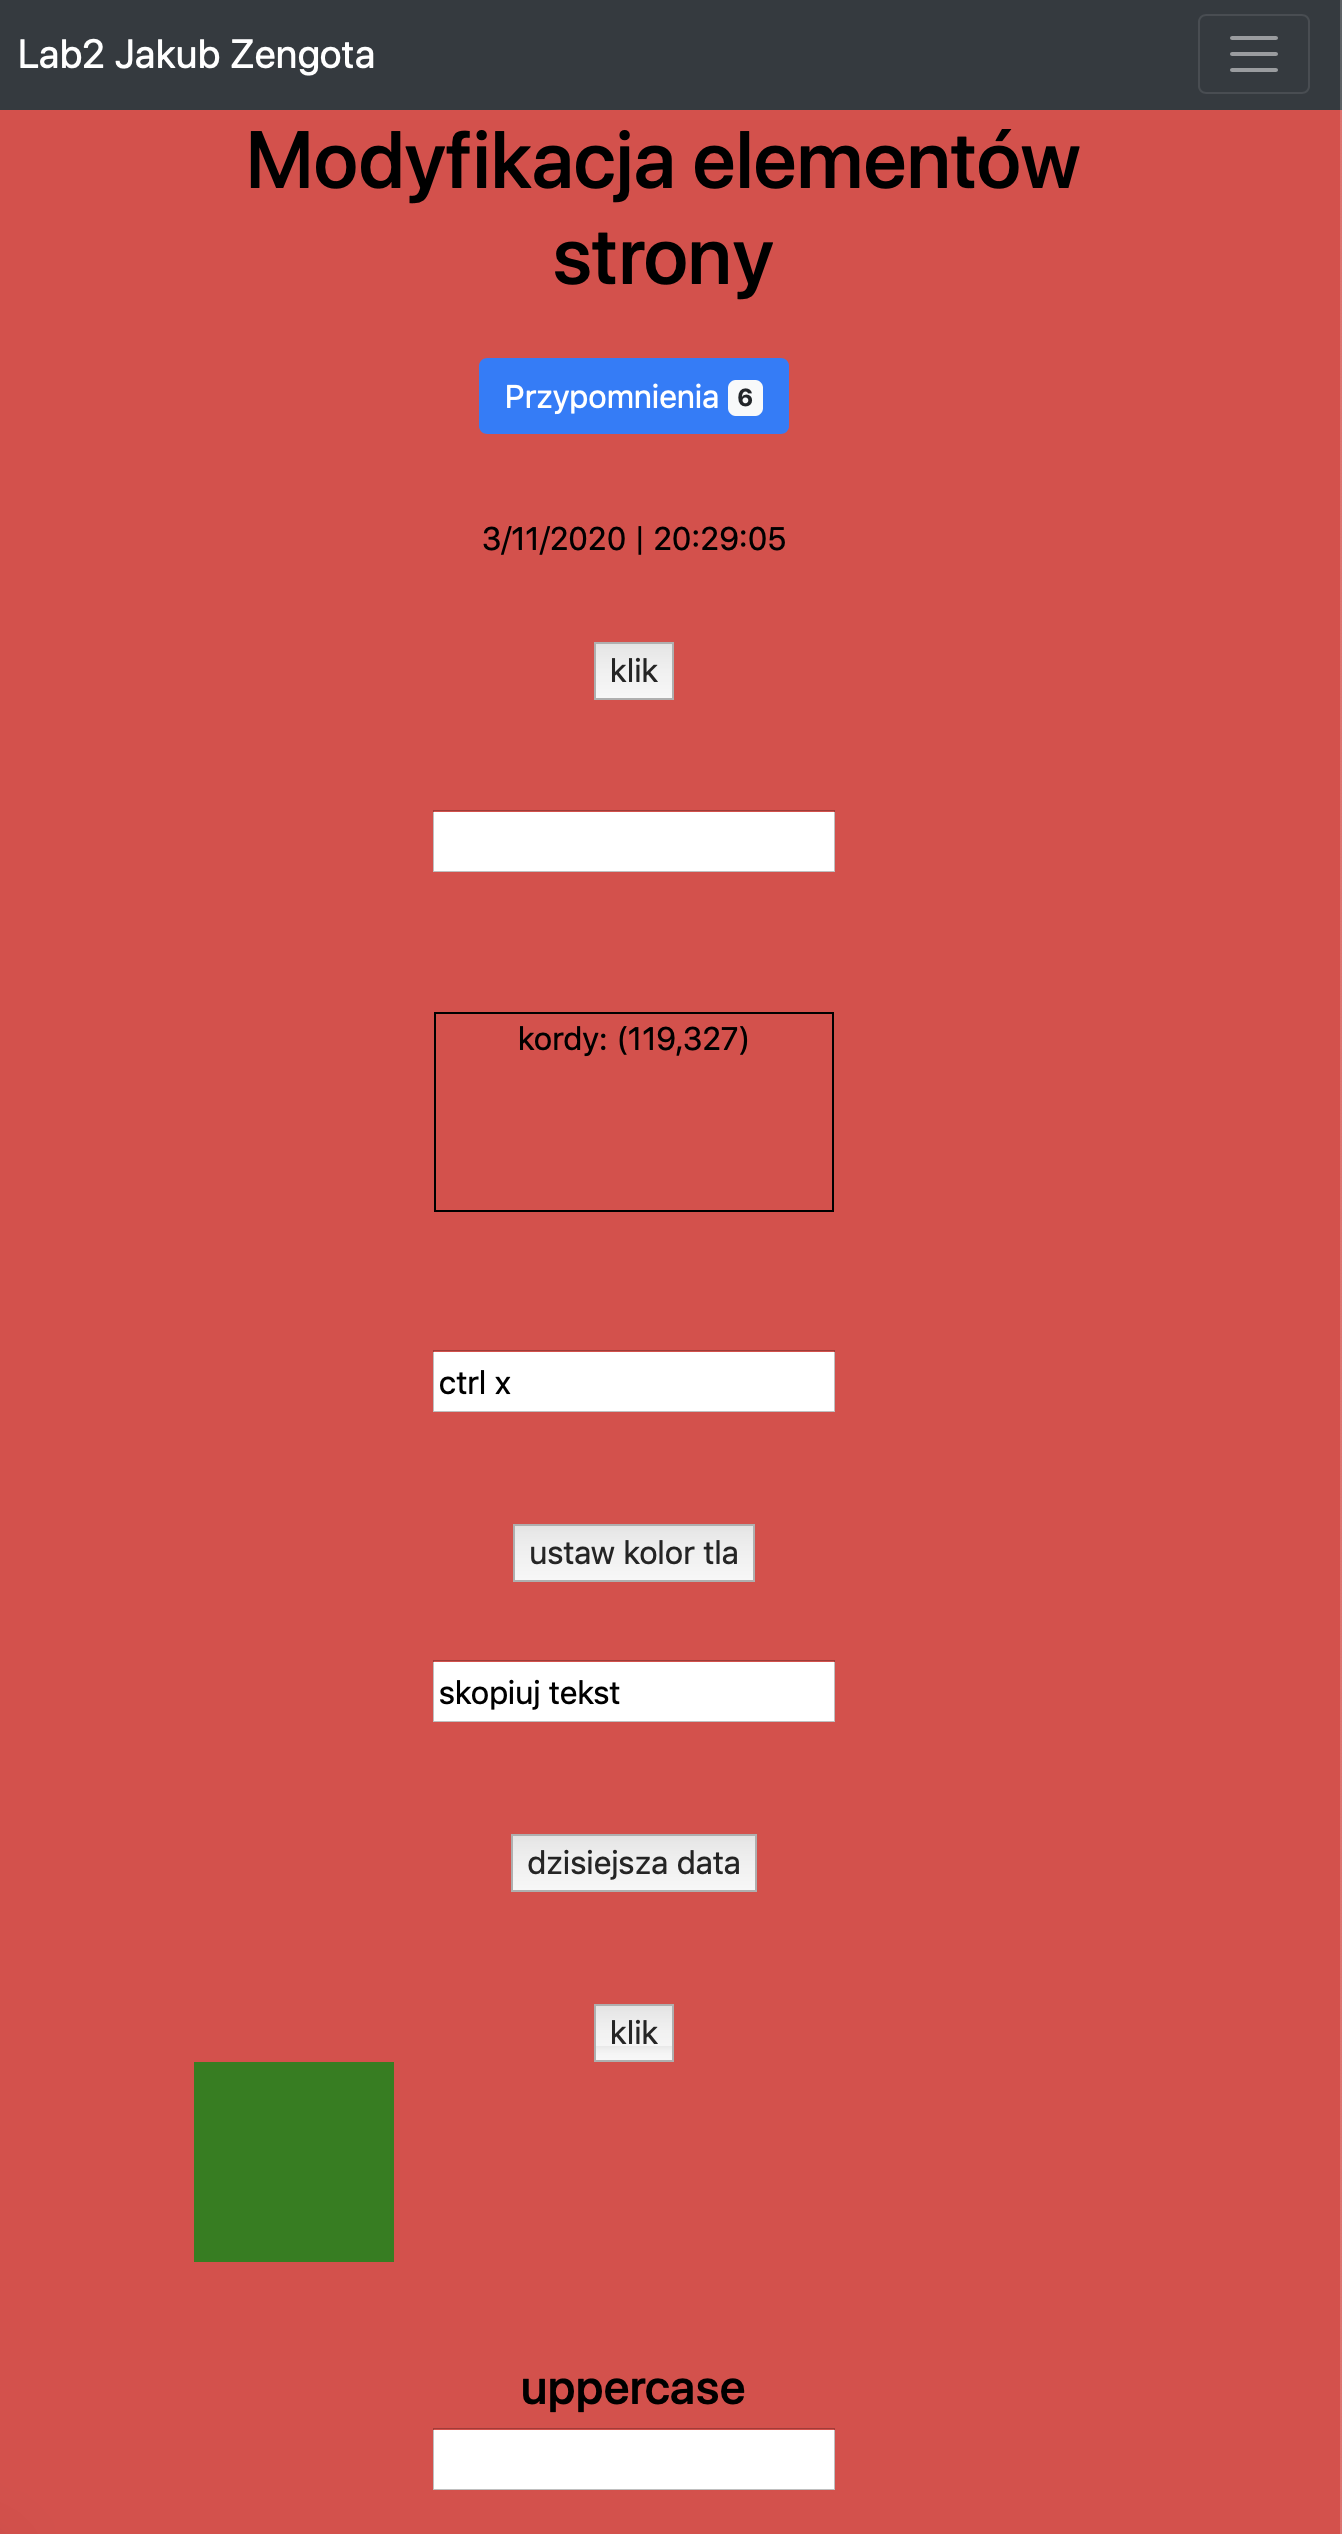 Lab2 Jakub Zengota
Modyfikacja elementów
strony
Przypomnienia 6
3/11/2020 | 20:29:05
klik
kordy: (119,327)
ctrl x
ustaw kolor tla
skopiuj tekst
dzisiejsza data
klik
uppercase